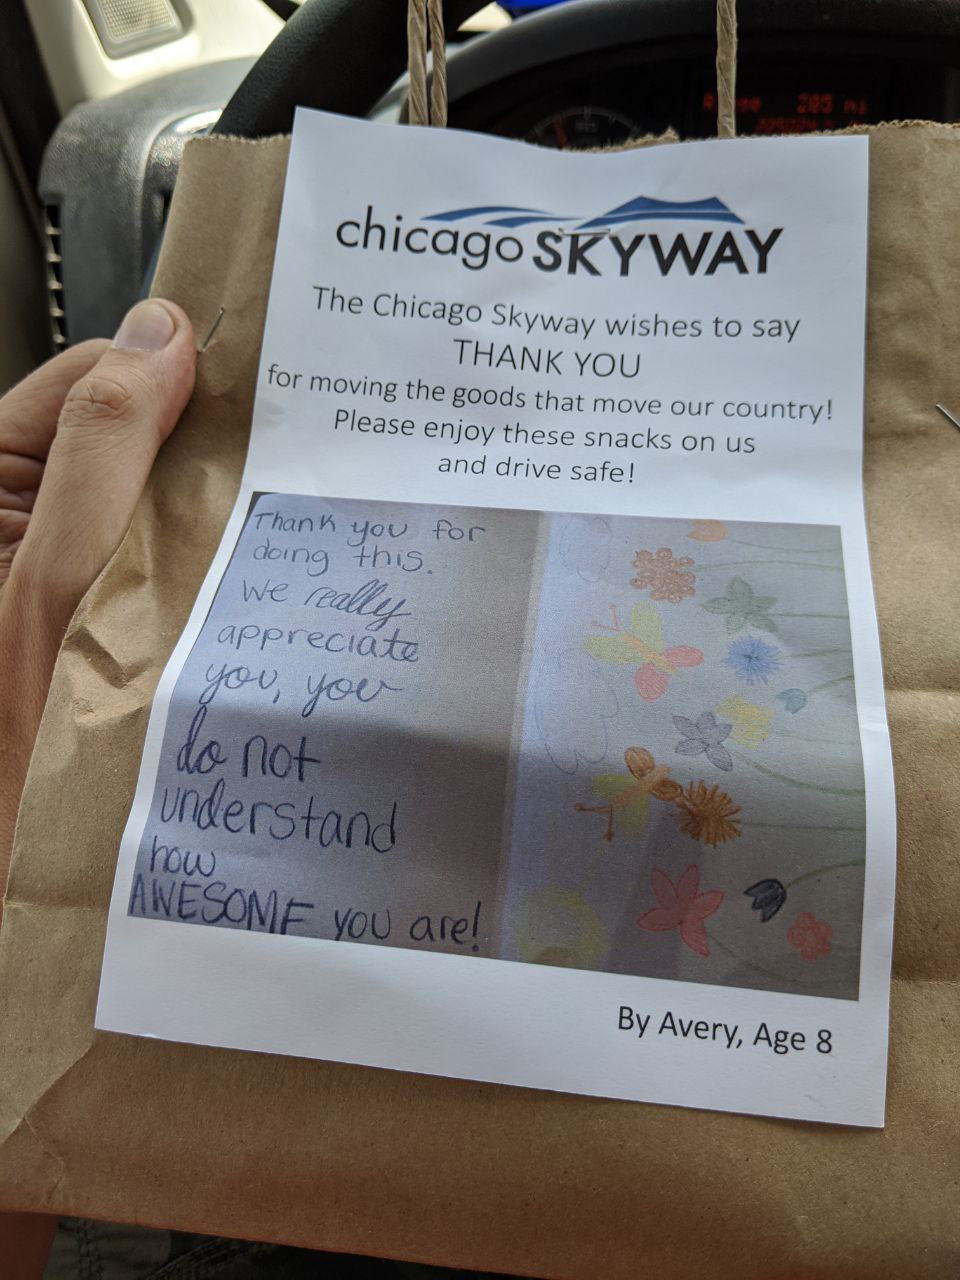 205 mi
chicago SKYWAY
The Chicago Skyway wishes to say
THANK YOU
for moving the goods that move our country!
Please enjoy these snacks on us
and drive safe!
Thank you for
doing this.
We really
appreciate
you, you
do not
understand
how
AWESOME you are!
By Avery, Age 8